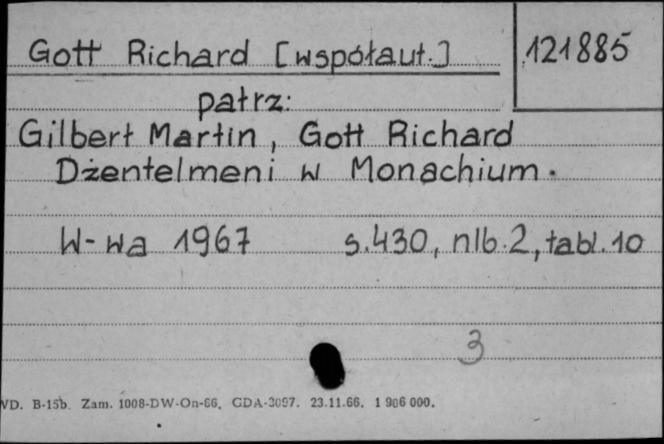 Gott Richard [współaut.]
121885
patrz:
Gilbert Martin, Gott Richard
Dżentelmeni w Monachium.
W-wa 1967 s.430, nlb.2, tabl.10
3
WD. B-15b. Zam. 1008-DW-On-66. GDA-3097. 23.11.66. 1 906 000.